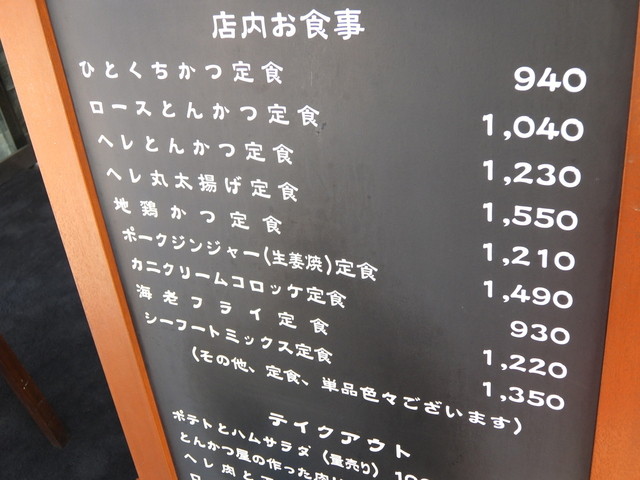 店内お食事
ひとくちかつ定食 940
ロースとんかつ定食 1,040
ヘレとんかつ定食 1,230
ヘレ丸太揚げ定食 1,550
地鶏かつ定食 1,210
ポークジンジャー(生姜焼)定食 1,490
カニクリームコロッケ定食 930
海老フライ定食 1,220
シーフートミックス定食 1,350
(その他、定食、単品色々ございます)
テイクアウト
ポテトとハムサラダ(量売り)
とんかつ屋の作った肉
ヘレ肉と